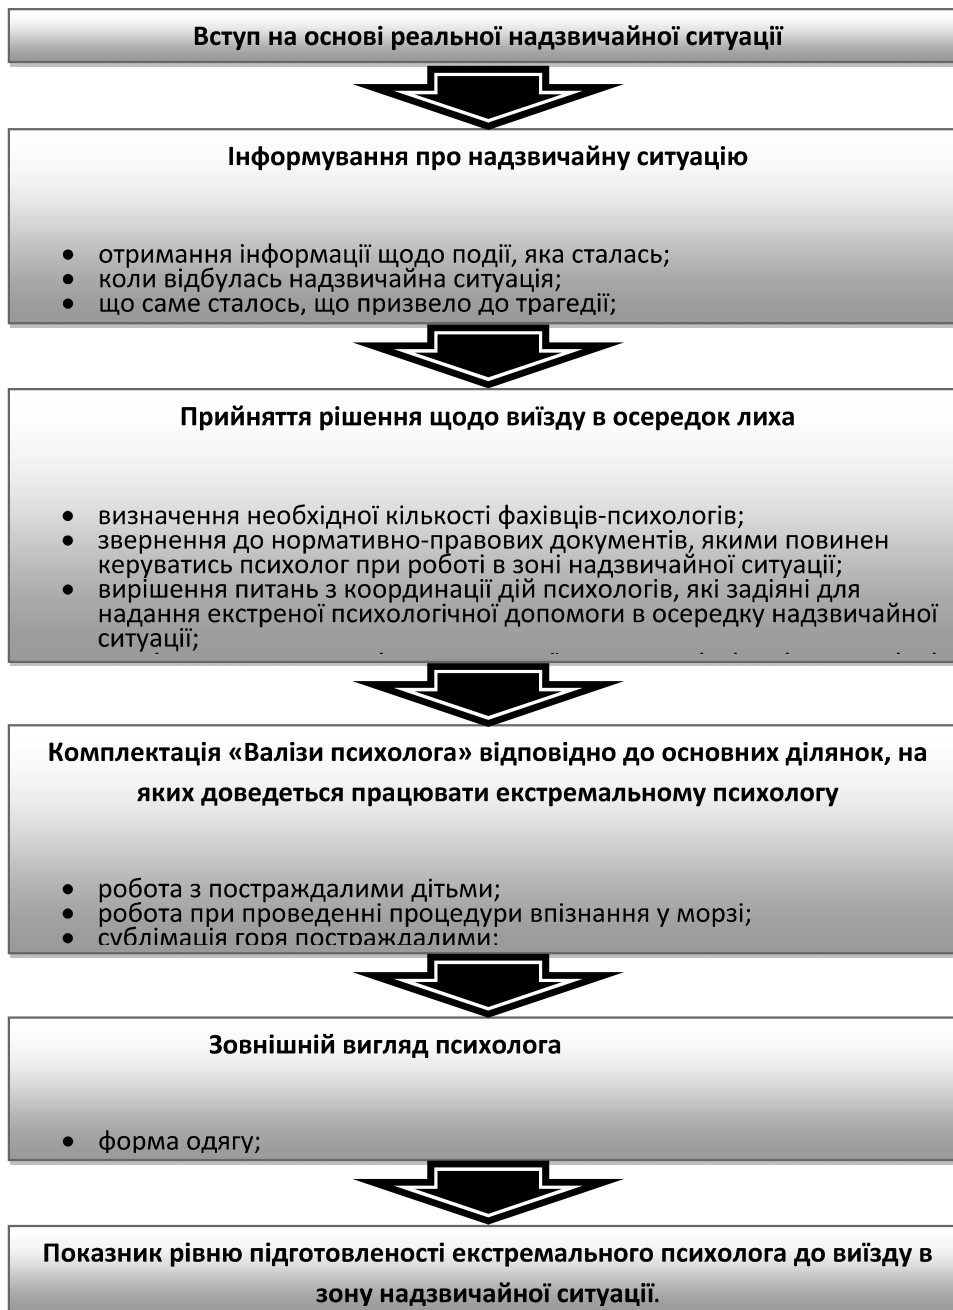 Вступ на основі реальної надзвичайної ситуації
Інформування про надзвичайну ситуацію
• отримання інформації щодо події, яка сталась;
• коли відбулась надзвичайна ситуація;
• що саме сталось, що призвело до трагедії;
Прийняття рішення щодо виїзду в осередок лиха
• визначення необхідної кількості фахівців-психологів;
• звернення до нормативно-правових документів, якими повинен
керуватись психолог при роботі в зоні надзвичайної ситуації;
• вирішення питань з координації дій психологів, які задіяні для
надання екстреної психологічної допомоги в осередку надзвичайної
ситуації;
Комплектація «Валізи психолога» відповідно до основних ділянок, на
яких доведеться працювати екстремальному психологу
• робота з постраждалими дітьми;
• робота при проведенні процедури впізнання у морзі;
• сублімація горя постраждалими;
Зовнішній вигляд психолога
• форма одягу;
Показник рівню підготовленості екстремального психолога до виїзду в
зону надзвичайної ситуації.